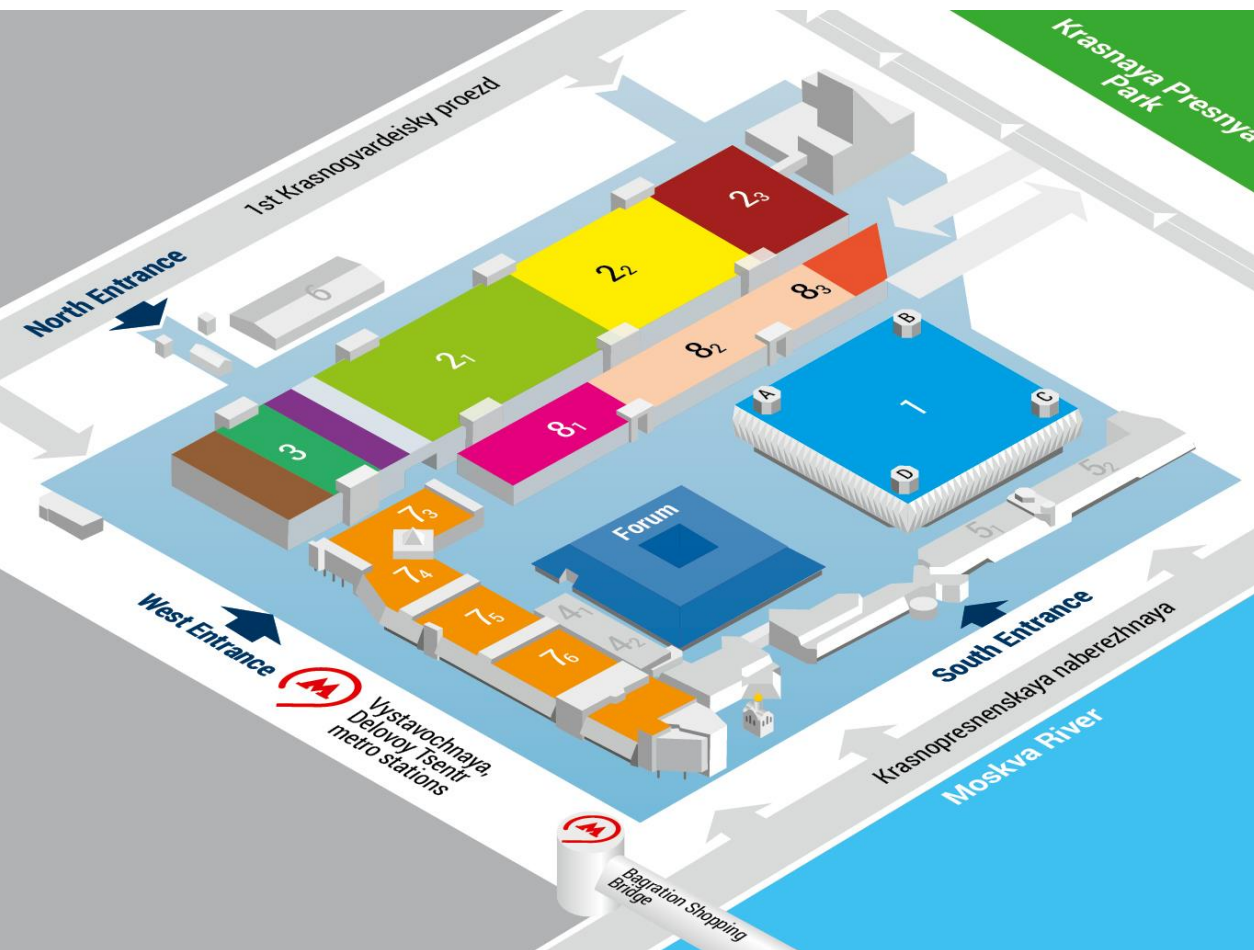 Krasnaya Presnya
Park
1st Krasnogvardeisky proezd
North Entrance
6
2₃
2₂
2₁
8₃
8₂
8₁
3
B
A
1
C
D
5₂
5₁
Forum
7₃
7₄
7₅
7₆
4₁
4₂
West Entrance
M
Vystavochnaya,
Delovoy Tsentr
metro stations
South Entrance
Krasnopresnenskaya naberezhnaya
Moskva River
M
Bagration Shopping
Bridge